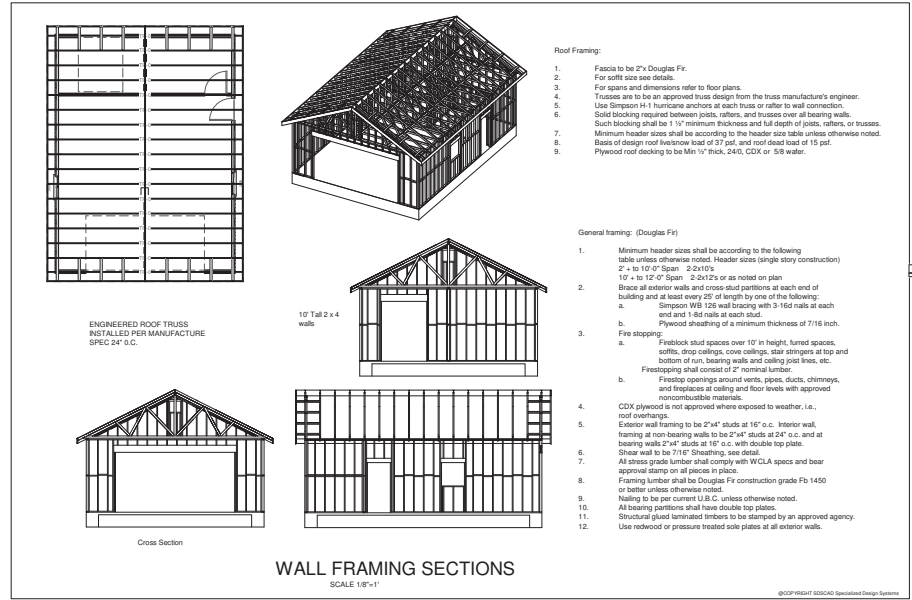 Roof Framing:
1. Fascia to be 2"x Douglas Fir.
2. For soffit size see details.
3. For spans and dimensions refer to floor plans.
4. Trusses are to be an approved truss design from the truss manufacture's engineer.
5. Use Simpson H-1 hurricane anchors at each truss or rafter to wall connection.
6. Solid blocking required between joists, rafters, and trusses over all bearing walls.
Such blocking shall be 1 ½" minimum thickness and full depth of joists, rafters, or trusses.
7. Minimum header sizes shall be according to the header size table unless otherwise noted.
8. Basis of design roof live/snow load of 37 psf, and roof dead load of 15 psf.
9. Plywood roof decking to be Min ½" thick, 24/0, CDX or 5/8 wafer.
General framing: (Douglas Fir)
1. Minimum header sizes shall be according to the following
table unless otherwise noted. Header sizes (single story construction)
2' + to 10'-0" Span 2-2x10's
10' + to 12'-0" Span 2-2x12's or as noted on plan
2. Brace all exterior walls and cross-stud partitions at each end of
building and at least every 25' of length by one of the following:
a. Simpson WB 126 wall bracing with 3-16d nails at each
end and 1-8d nails at each stud.
b. Plywood sheathing of a minimum thickness of 7/16 inch.
3. Fire stopping:
a. Fireblock stud spaces over 10' in height, furred spaces,
soffits, drop ceilings, cove ceilings, stair stringers at top and
bottom of run, bearing walls and ceiling joist lines, etc.
Firestopping shall consist of 2" nominal lumber.
b. Firestop openings around vents, pipes, ducts, chimneys,
and fireplaces at ceiling and floor levels with approved
noncombustible materials.
4. CDX plywood is not approved where exposed to weather, i.e.,
roof overhangs.
5. Exterior wall framing to be 2"x4" studs at 16" o.c. Interior wall,
framing at non-bearing walls to be 2"x4" studs at 24" o.c. and at
bearing walls 2"x4" studs at 16" o.c. with double top plate.
6. Shear wall to be 7/16" Sheathing, see detail.
7. All stress grade lumber shall comply with WCLA specs and bear
approval stamp on all pieces in place.
8. Framing lumber shall be Douglas Fir construction grade Fb 1450
or better unless otherwise noted.
9. Nailing to be per current U.B.C. unless otherwise noted.
10. All bearing partitions shall have double top plates.
11. Structural glued laminated timbers to be stamped by an approved agency.
12. Use redwood or pressure treated sole plates at all exterior walls.
10' Tall 2 x 4
walls
ENGINEERED ROOF TRUSS
INSTALLED PER MANUFACTURE
SPEC 24" O.C.
Cross Section
WALL FRAMING SECTIONS
SCALE 1/8"=1'
@COPYRIGHT SDSCAD Specialized Design Systems